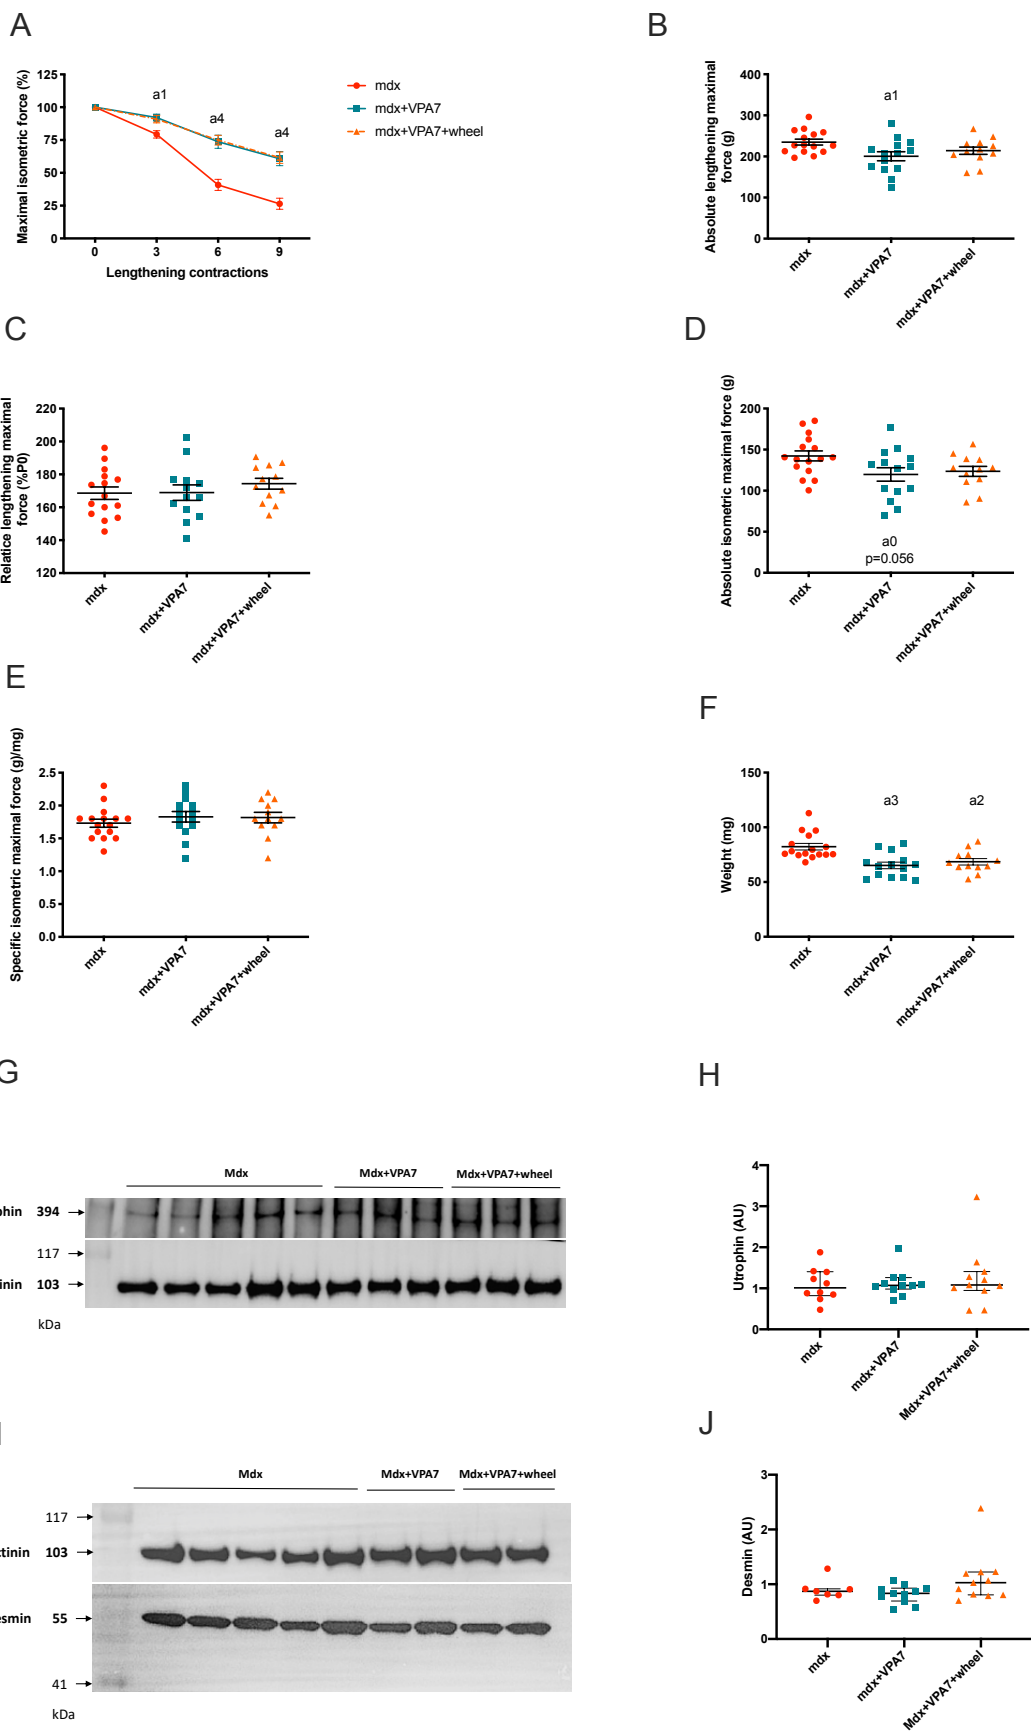 A
Maximal isometric force (%)
125
100
75
50
25
0
a1
a4
a4
0 3 6 9
Lengthening contractions
mdx
mdx+VPA7
mdx+VPA7+wheel
B
Absolute lengthening maximal
force (g)
400
300
200
100
0
a1
mdx
mdx+VPA7
mdx+VPA7+wheel
C
Relatice lengthening maximal
force (%P0)
220
200
180
160
140
120
mdx
mdx+VPA7
mdx+VPA7+wheel
D
Absolute isometric maximal force (g)
200
150
100
50
0
a0
p=0.056
mdx
mdx+VPA7
mdx+VPA7+wheel
E
Specific isometric maximal force (g)/mg)
2.5
2.0
1.5
1.0
0.5
0.0
mdx
mdx+VPA7
mdx+VPA7+wheel
F
Weight (mg)
150
100
50
0
a3
a2
mdx
mdx+VPA7
mdx+VPA7+wheel
G
Mdx Mdx+VPA7 Mdx+VPA7+wheel
phin 394
117
inin 103
kDa
H
Utrophin (AU)
4
3
2
1
0
mdx
mdx+VPA7
Mdx+VPA7+wheel
I
Mdx Mdx+VPA7 Mdx+VPA7+wheel
117
ctinin 103
esmin 55
41
kDa
J
Desmin (AU)
3
2
1
0
mdx
mdx+VPA7
Mdx+VPA7+wheel